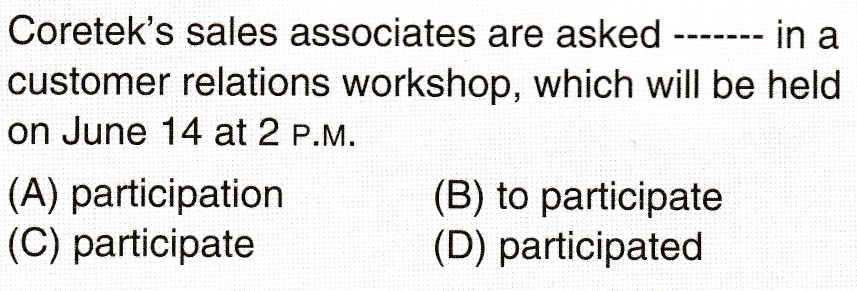 Coretek's sales associates are asked ------- in a
customer relations workshop, which will be held
on June 14 at 2 P.M.
(A) participation (B) to participate
(C) participate (D) participated